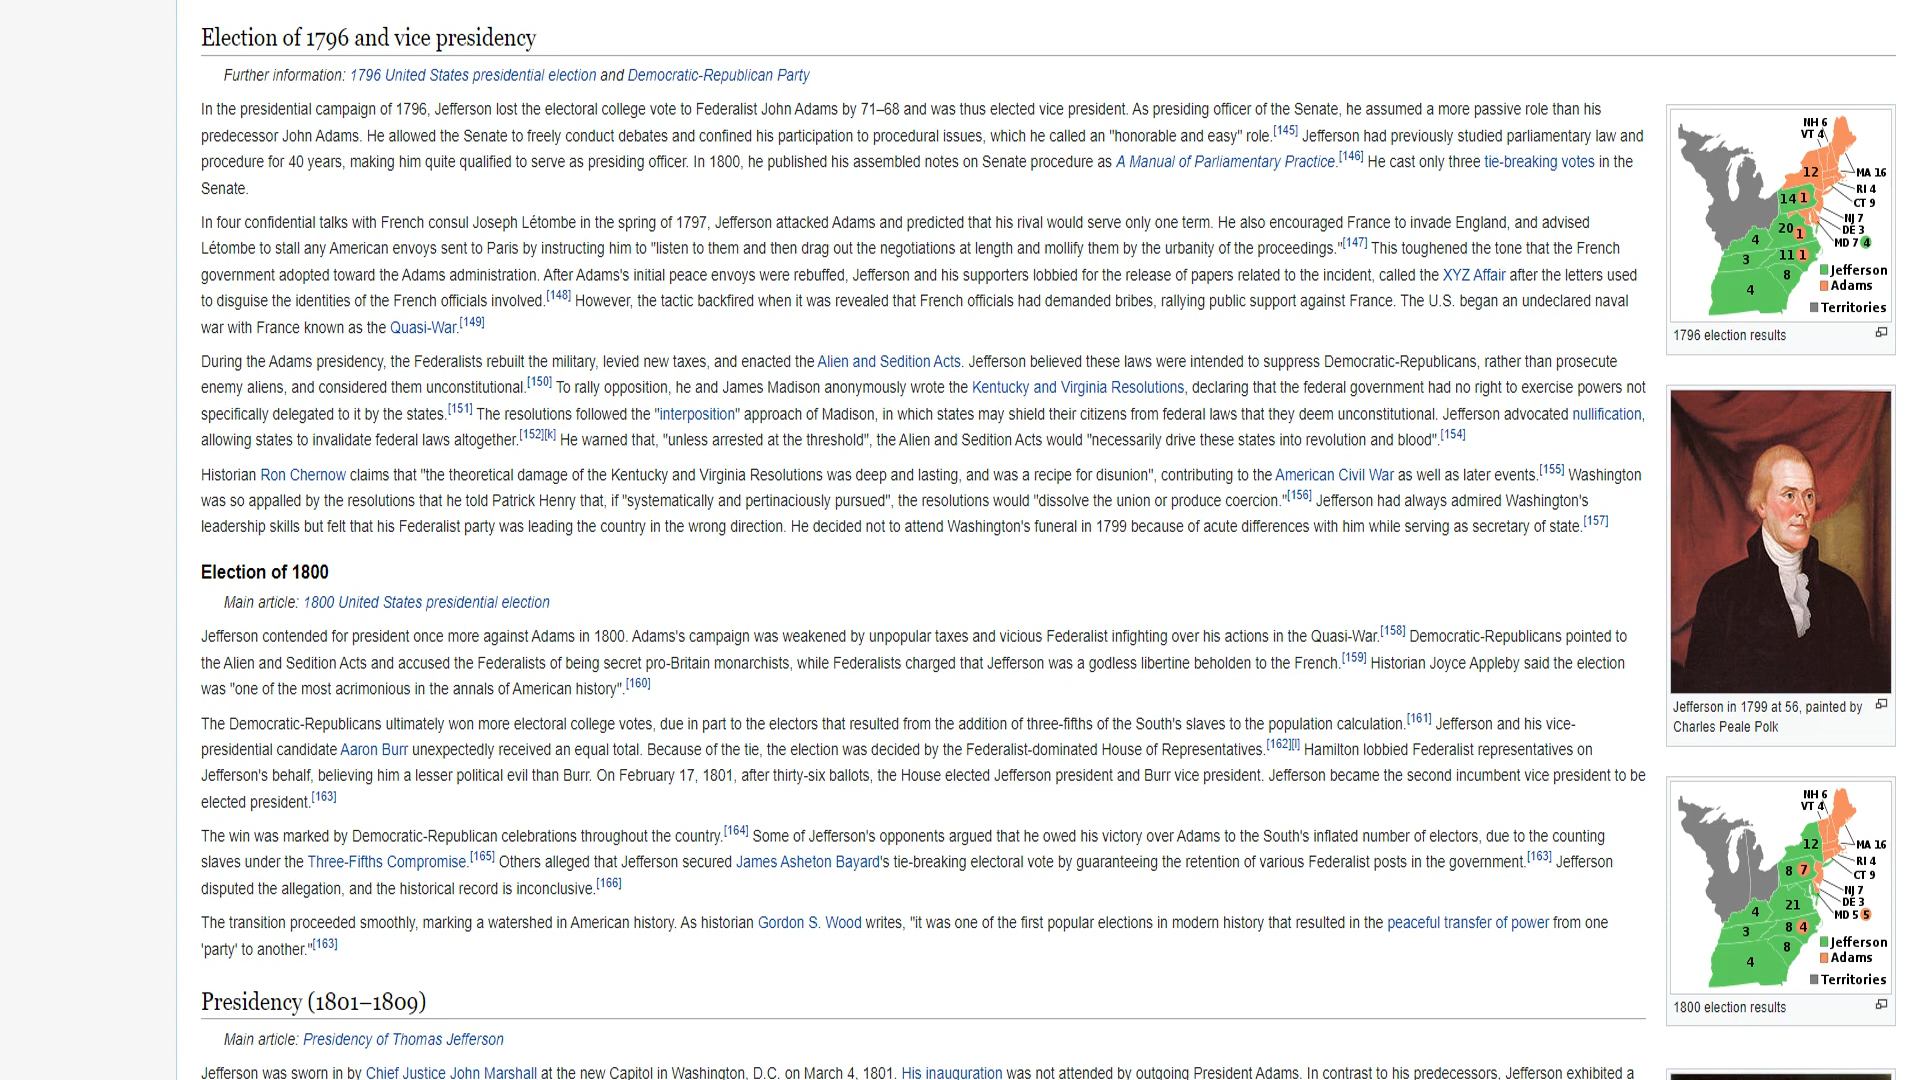 Election of 1796 and vice presidency
Further information: 1796 United States presidential election and Democratic-Republican Party
In the presidential campaign of 1796, Jefferson lost the electoral college vote to Federalist John Adams by 71–68 and was thus elected vice president. As presiding officer of the Senate, he assumed a more passive role than his
predecessor John Adams. He allowed the Senate to freely conduct debates and confined his participation to procedural issues, which he called an "honorable and easy" role.[145] Jefferson had previously studied parliamentary law and
procedure for 40 years, making him quite qualified to serve as presiding officer. In 1800, he published his assembled notes on Senate procedure as A Manual of Parliamentary Practice.[146] He cast only three tie-breaking votes in the
Senate.
In four confidential talks with French consul Joseph Létombe in the spring of 1797, Jefferson attacked Adams and predicted that his rival would serve only one term. He also encouraged France to invade England, and advised
Létombe to stall any American envoys sent to Paris by instructing him to "listen to them and then drag out the negotiations at length and mollify them by the urbanity of the proceedings."[147] This toughened the tone that the French
government adopted toward the Adams administration. After Adams's initial peace envoys were rebuffed, Jefferson and his supporters lobbied for the release of papers related to the incident, called the XYZ Affair after the letters used
to disguise the identities of the French officials involved.[148] However, the tactic backfired when it was revealed that French officials had demanded bribes, rallying public support against France. The U.S. began an undeclared naval
war with France known as the Quasi-War.[149]
During the Adams presidency, the Federalists rebuilt the military, levied new taxes, and enacted the Alien and Sedition Acts. Jefferson believed these laws were intended to suppress Democratic-Republicans, rather than prosecute
enemy aliens, and considered them unconstitutional.[150] To rally opposition, he and James Madison anonymously wrote the Kentucky and Virginia Resolutions, declaring that the federal government had no right to exercise powers not
specifically delegated to it by the states.[151] The resolutions followed the "interposition" approach of Madison, in which states may shield their citizens from federal laws that they deem unconstitutional. Jefferson advocated nullification,
allowing states to invalidate federal laws altogether.[152][k] He warned that, "unless arrested at the threshold", the Alien and Sedition Acts would "necessarily drive these states into revolution and blood".[154]
Historian Ron Chernow claims that "the theoretical damage of the Kentucky and Virginia Resolutions was deep and lasting, and was a recipe for disunion", contributing to the American Civil War as well as later events.[155] Washington
was so appalled by the resolutions that he told Patrick Henry that, if "systematically and pertinaciously pursued", the resolutions would "dissolve the union or produce coercion."[156] Jefferson had always admired Washington's
leadership skills but felt that his Federalist party was leading the country in the wrong direction. He decided not to attend Washington's funeral in 1799 because of acute differences with him while serving as secretary of state.[157]
Election of 1800
Main article: 1800 United States presidential election
Jefferson contended for president once more against Adams in 1800. Adams's campaign was weakened by unpopular taxes and vicious Federalist infighting over his actions in the Quasi-War.[158] Democratic-Republicans pointed to
the Alien and Sedition Acts and accused the Federalists of being secret pro-Britain monarchists, while Federalists charged that Jefferson was a godless libertine beholden to the French.[159] Historian Joyce Appleby said the election
was "one of the most acrimonious in the annals of American history".[160]
The Democratic-Republicans ultimately won more electoral college votes, due in part to the electors that resulted from the addition of three-fifths of the South's slaves to the population calculation.[161] Jefferson and his vice-
presidential candidate Aaron Burr unexpectedly received an equal total. Because of the tie, the election was decided by the Federalist-dominated House of Representatives.[162][l] Hamilton lobbied Federalist representatives on
Jefferson's behalf, believing him a lesser political evil than Burr. On February 17, 1801, after thirty-six ballots, the House elected Jefferson president and Burr vice president. Jefferson became the second incumbent vice president to be
elected president.[163]
The win was marked by Democratic-Republican celebrations throughout the country.[164] Some of Jefferson's opponents argued that he owed his victory over Adams to the South's inflated number of electors, due to the counting
slaves under the Three-Fifths Compromise.[165] Others alleged that Jefferson secured James Asheton Bayard's tie-breaking electoral vote by guaranteeing the retention of various Federalist posts in the government.[163] Jefferson
disputed the allegation, and the historical record is inconclusive.[166]
The transition proceeded smoothly, marking a watershed in American history. As historian Gordon S. Wood writes, "it was one of the first popular elections in modern history that resulted in the peaceful transfer of power from one
'party' to another."[163]
Presidency (1801–1809)
Main article: Presidency of Thomas Jefferson
Jefferson was sworn in by Chief Justice John Marshall at the new Capitol in Washington, D.C. on March 4, 1801. His inauguration was not attended by outgoing President Adams. In contrast to his predecessors, Jefferson exhibited a
NH 6
VT 4
12
MA 16
RI 4
CT 9
14 1
NJ 7
DE 3
MD 7 4
20 1
4
11 1
3
8
4
Jefferson
Adams
Territories
1796 election results
Jefferson in 1799 at 56, painted by
Charles Peale Polk
NH 6
VT 4
12
MA 16
RI 4
CT 9
8 7
NJ 7
DE 3
MD 5 5
21
4
8 4
3
8
4
Jefferson
Adams
Territories
1800 election results